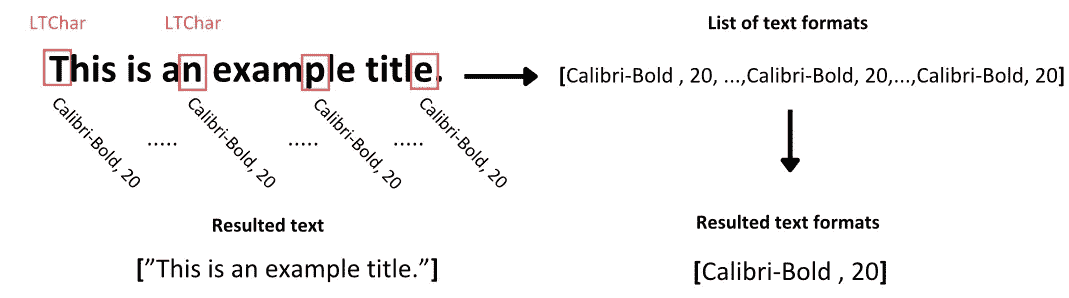 LTChar LTChar
This is an example title.
Calibri-Bold, 20 ..... Calibri-Bold, 20 ..... Calibri-Bold, 20 ..... Calibri-Bold, 20
Resulted text
[”This is an example title.”]
List of text formats
[Calibri-Bold , 20, ...,Calibri-Bold, 20,...,Calibri-Bold, 20]
Resulted text formats
[Calibri-Bold , 20]